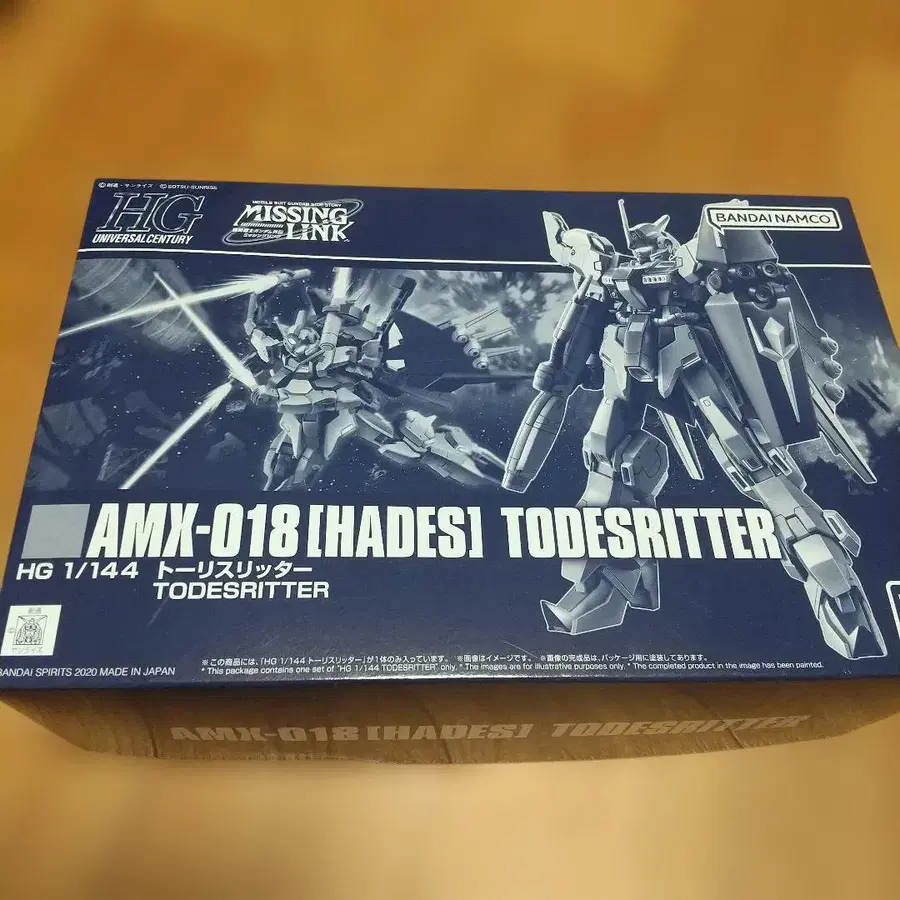 ©創通・サンライズ ©SOTSU・SUNRISE
HG
UNIVERSAL CENTURY
MOBILE SUIT GUNDAM SIDE STORY
MISSING LINK
BANDAI NAMCO
AMX-018 [HADES] TODESRITTER
HG 1/144 トーリスリッター
TODESRITTER
創通
サンライズ
※この商品には、「HG 1/144 トーリスリッター」が1体のみ入っています。 ※画像はイメージです。 ※画像の完成品は、パッケージ用に塗装してあります。
* This package contains one set of "HG 1/144 TODESRITTER" only. * The images are for illustrative purposes only. * The completed product in the image has been painted.
BANDAI SPIRITS 2020 MADE IN JAPAN
AMX-018 [HADES] TODESRITTER